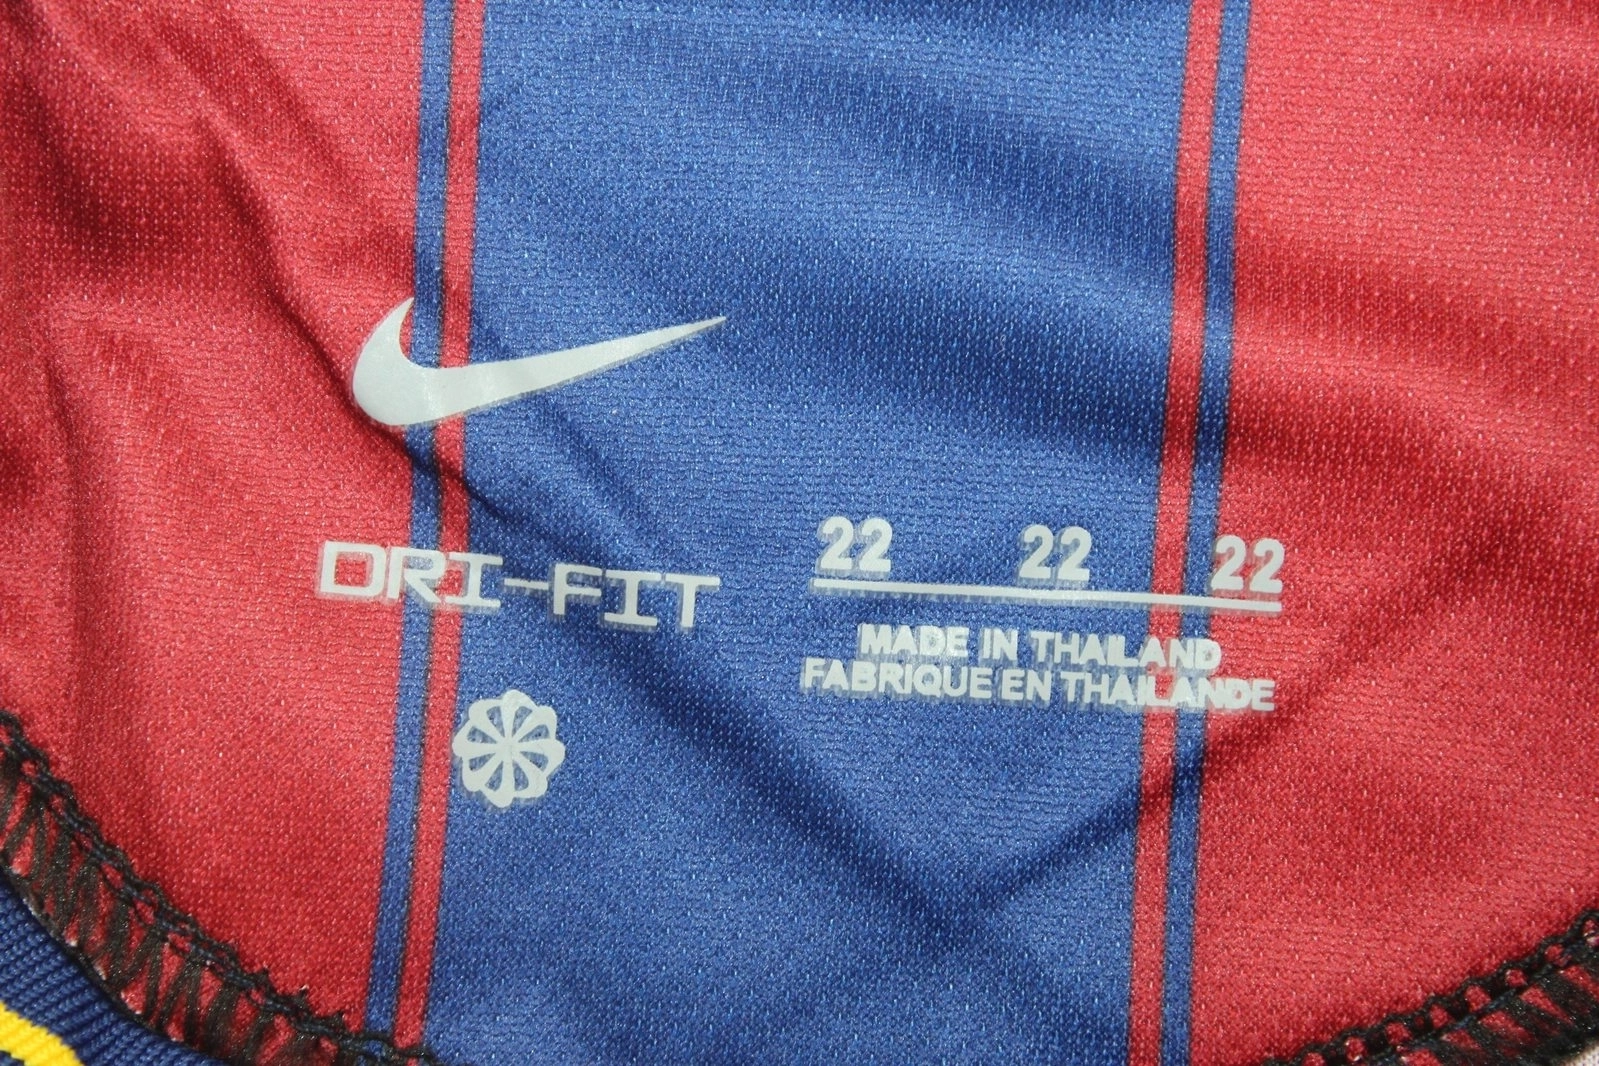 DRI-FIT
22 22 22
MADE IN THAILAND
FABRIQUE EN THAILANDE